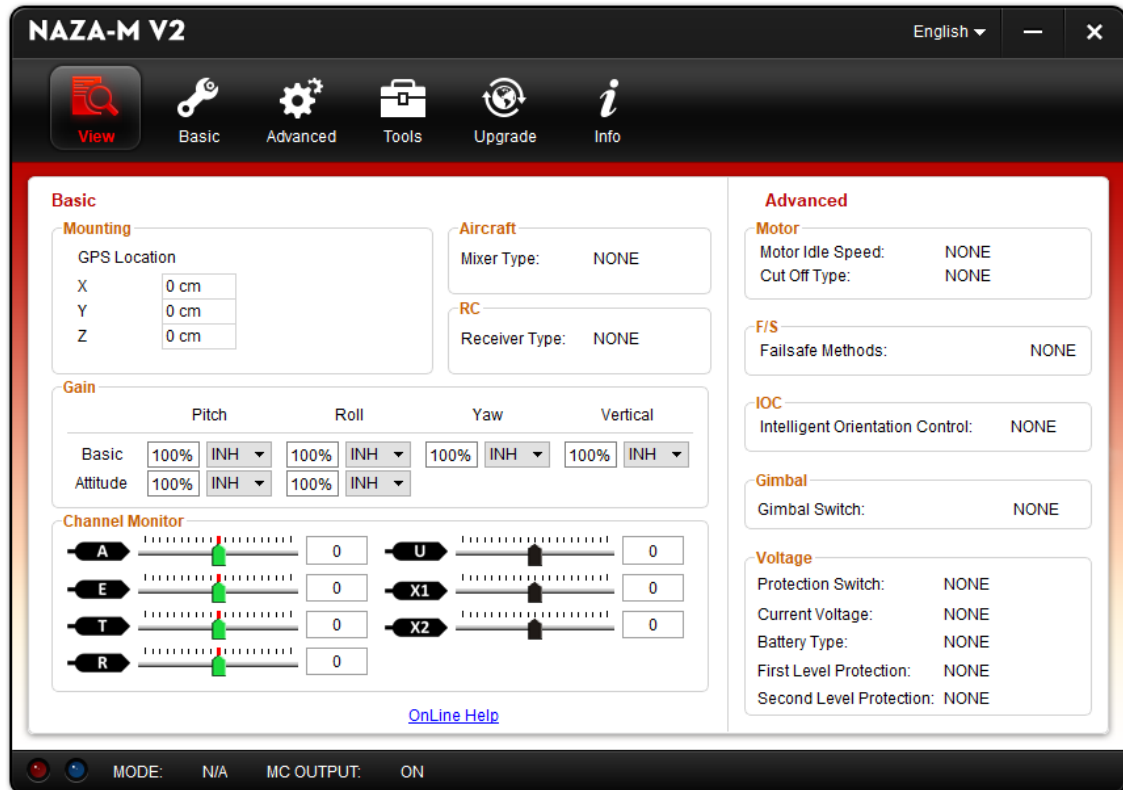 NAZA-M V2
English
View Basic Advanced Tools Upgrade Info
Basic
Mounting
GPS Location
X 0 cm
Y 0 cm
Z 0 cm
Aircraft
Mixer Type: NONE
RC
Receiver Type: NONE
Gain
Pitch Roll Yaw Vertical
Basic 100% INH 100% INH 100% INH 100% INH
Attitude 100% INH 100% INH
Channel Monitor
A 0 U 0
E 0 X1 0
T 0 X2 0
R 0
OnLine Help
Advanced
Motor
Motor Idle Speed: NONE
Cut Off Type: NONE
F/S
Failsafe Methods: NONE
IOC
Intelligent Orientation Control: NONE
Gimbal
Gimbal Switch: NONE
Voltage
Protection Switch: NONE
Current Voltage: NONE
Battery Type: NONE
First Level Protection: NONE
Second Level Protection: NONE
MODE: N/A MC OUTPUT: ON